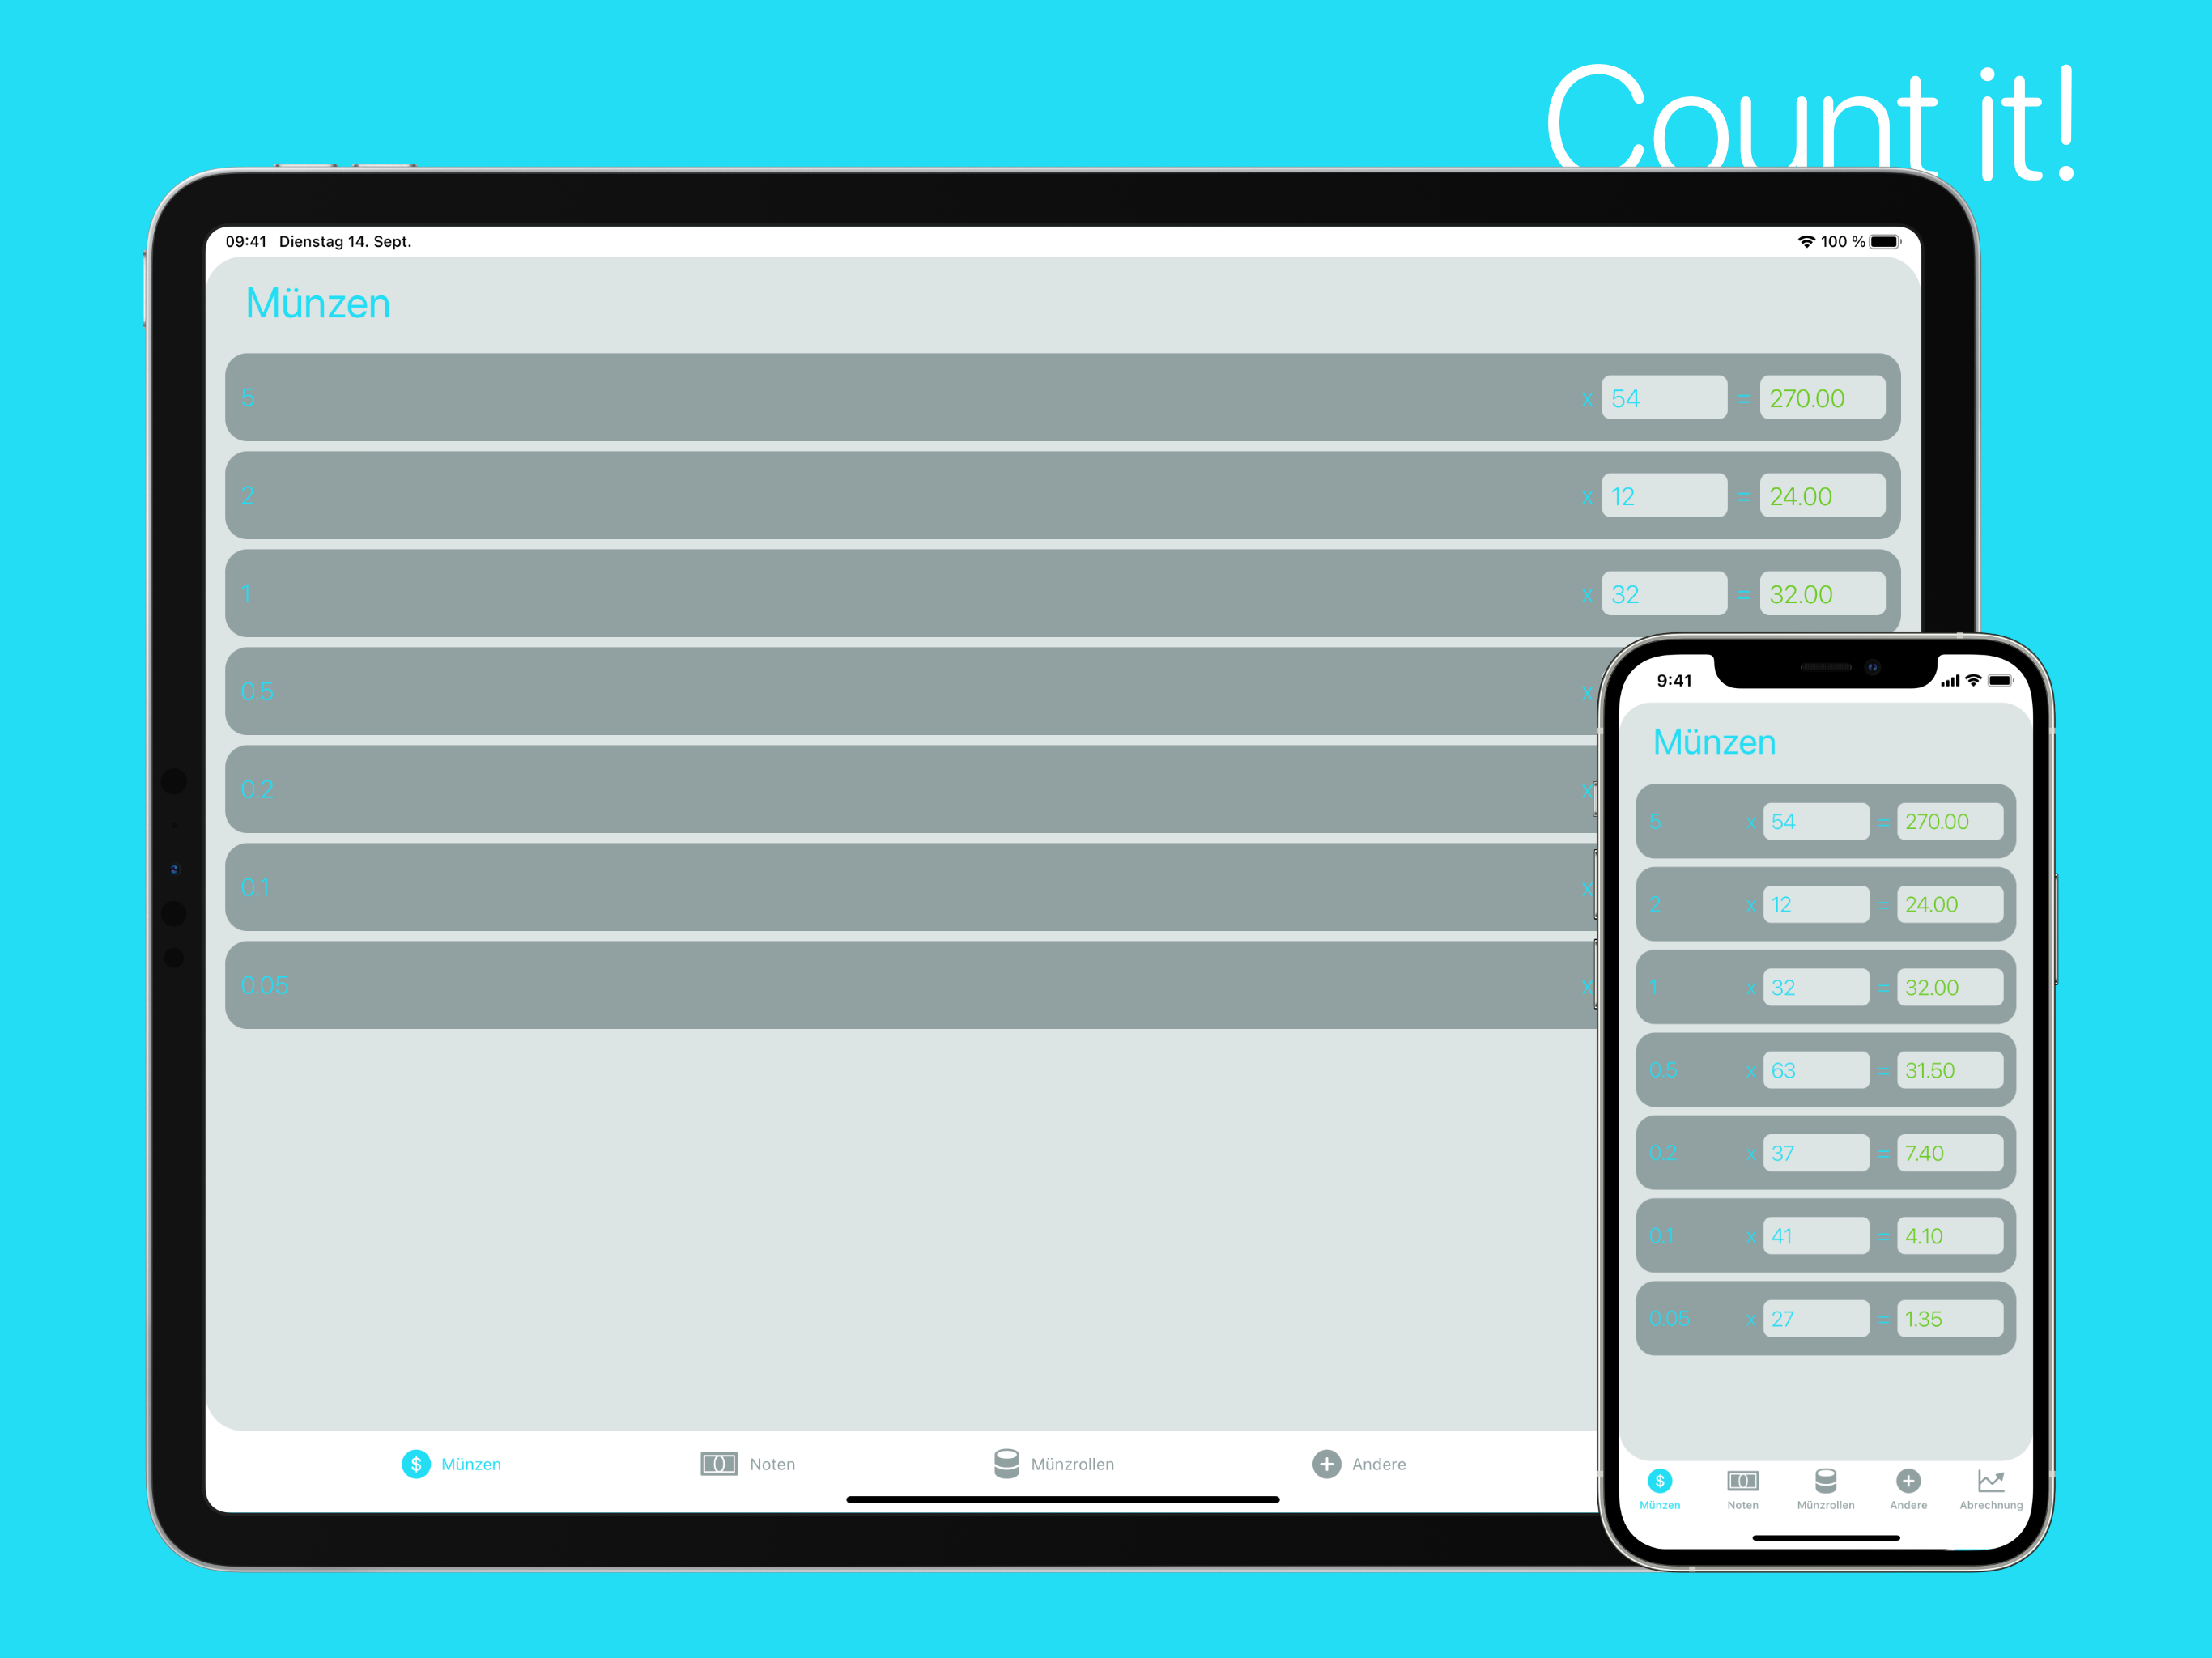 Count it!
09:41 Dienstag 14. Sept.
100 %
Münzen
5 x 54 = 270.00
2 x 12 = 24.00
1 x 32 = 32.00
0.5 x
0.2 x
0.1 x
0.05 x
Münzen Noten Münzrollen Andere
9:41
Münzen
5 x 54 = 270.00
2 x 12 = 24.00
1 x 32 = 32.00
0.5 x 63 = 31.50
0.2 x 37 = 7.40
0.1 x 41 = 4.10
0.05 x 27 = 1.35
Münzen Noten Münzrollen Andere Abrechnung